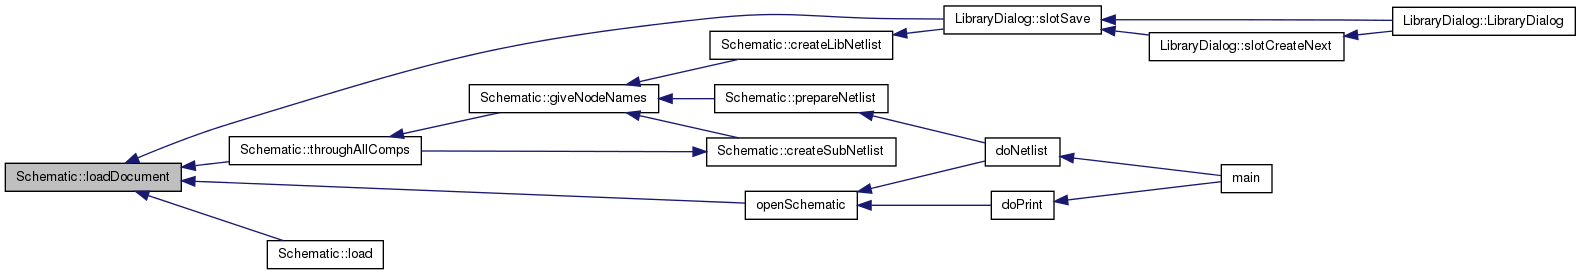 LibraryDialog::slotSave
LibraryDialog::LibraryDialog
Schematic::createLibNetlist
LibraryDialog::slotCreateNext
Schematic::giveNodeNames
Schematic::prepareNetlist
Schematic::throughAllComps
Schematic::createSubNetlist
doNetlist
Schematic::loadDocument
main
openSchematic
doPrint
Schematic::load